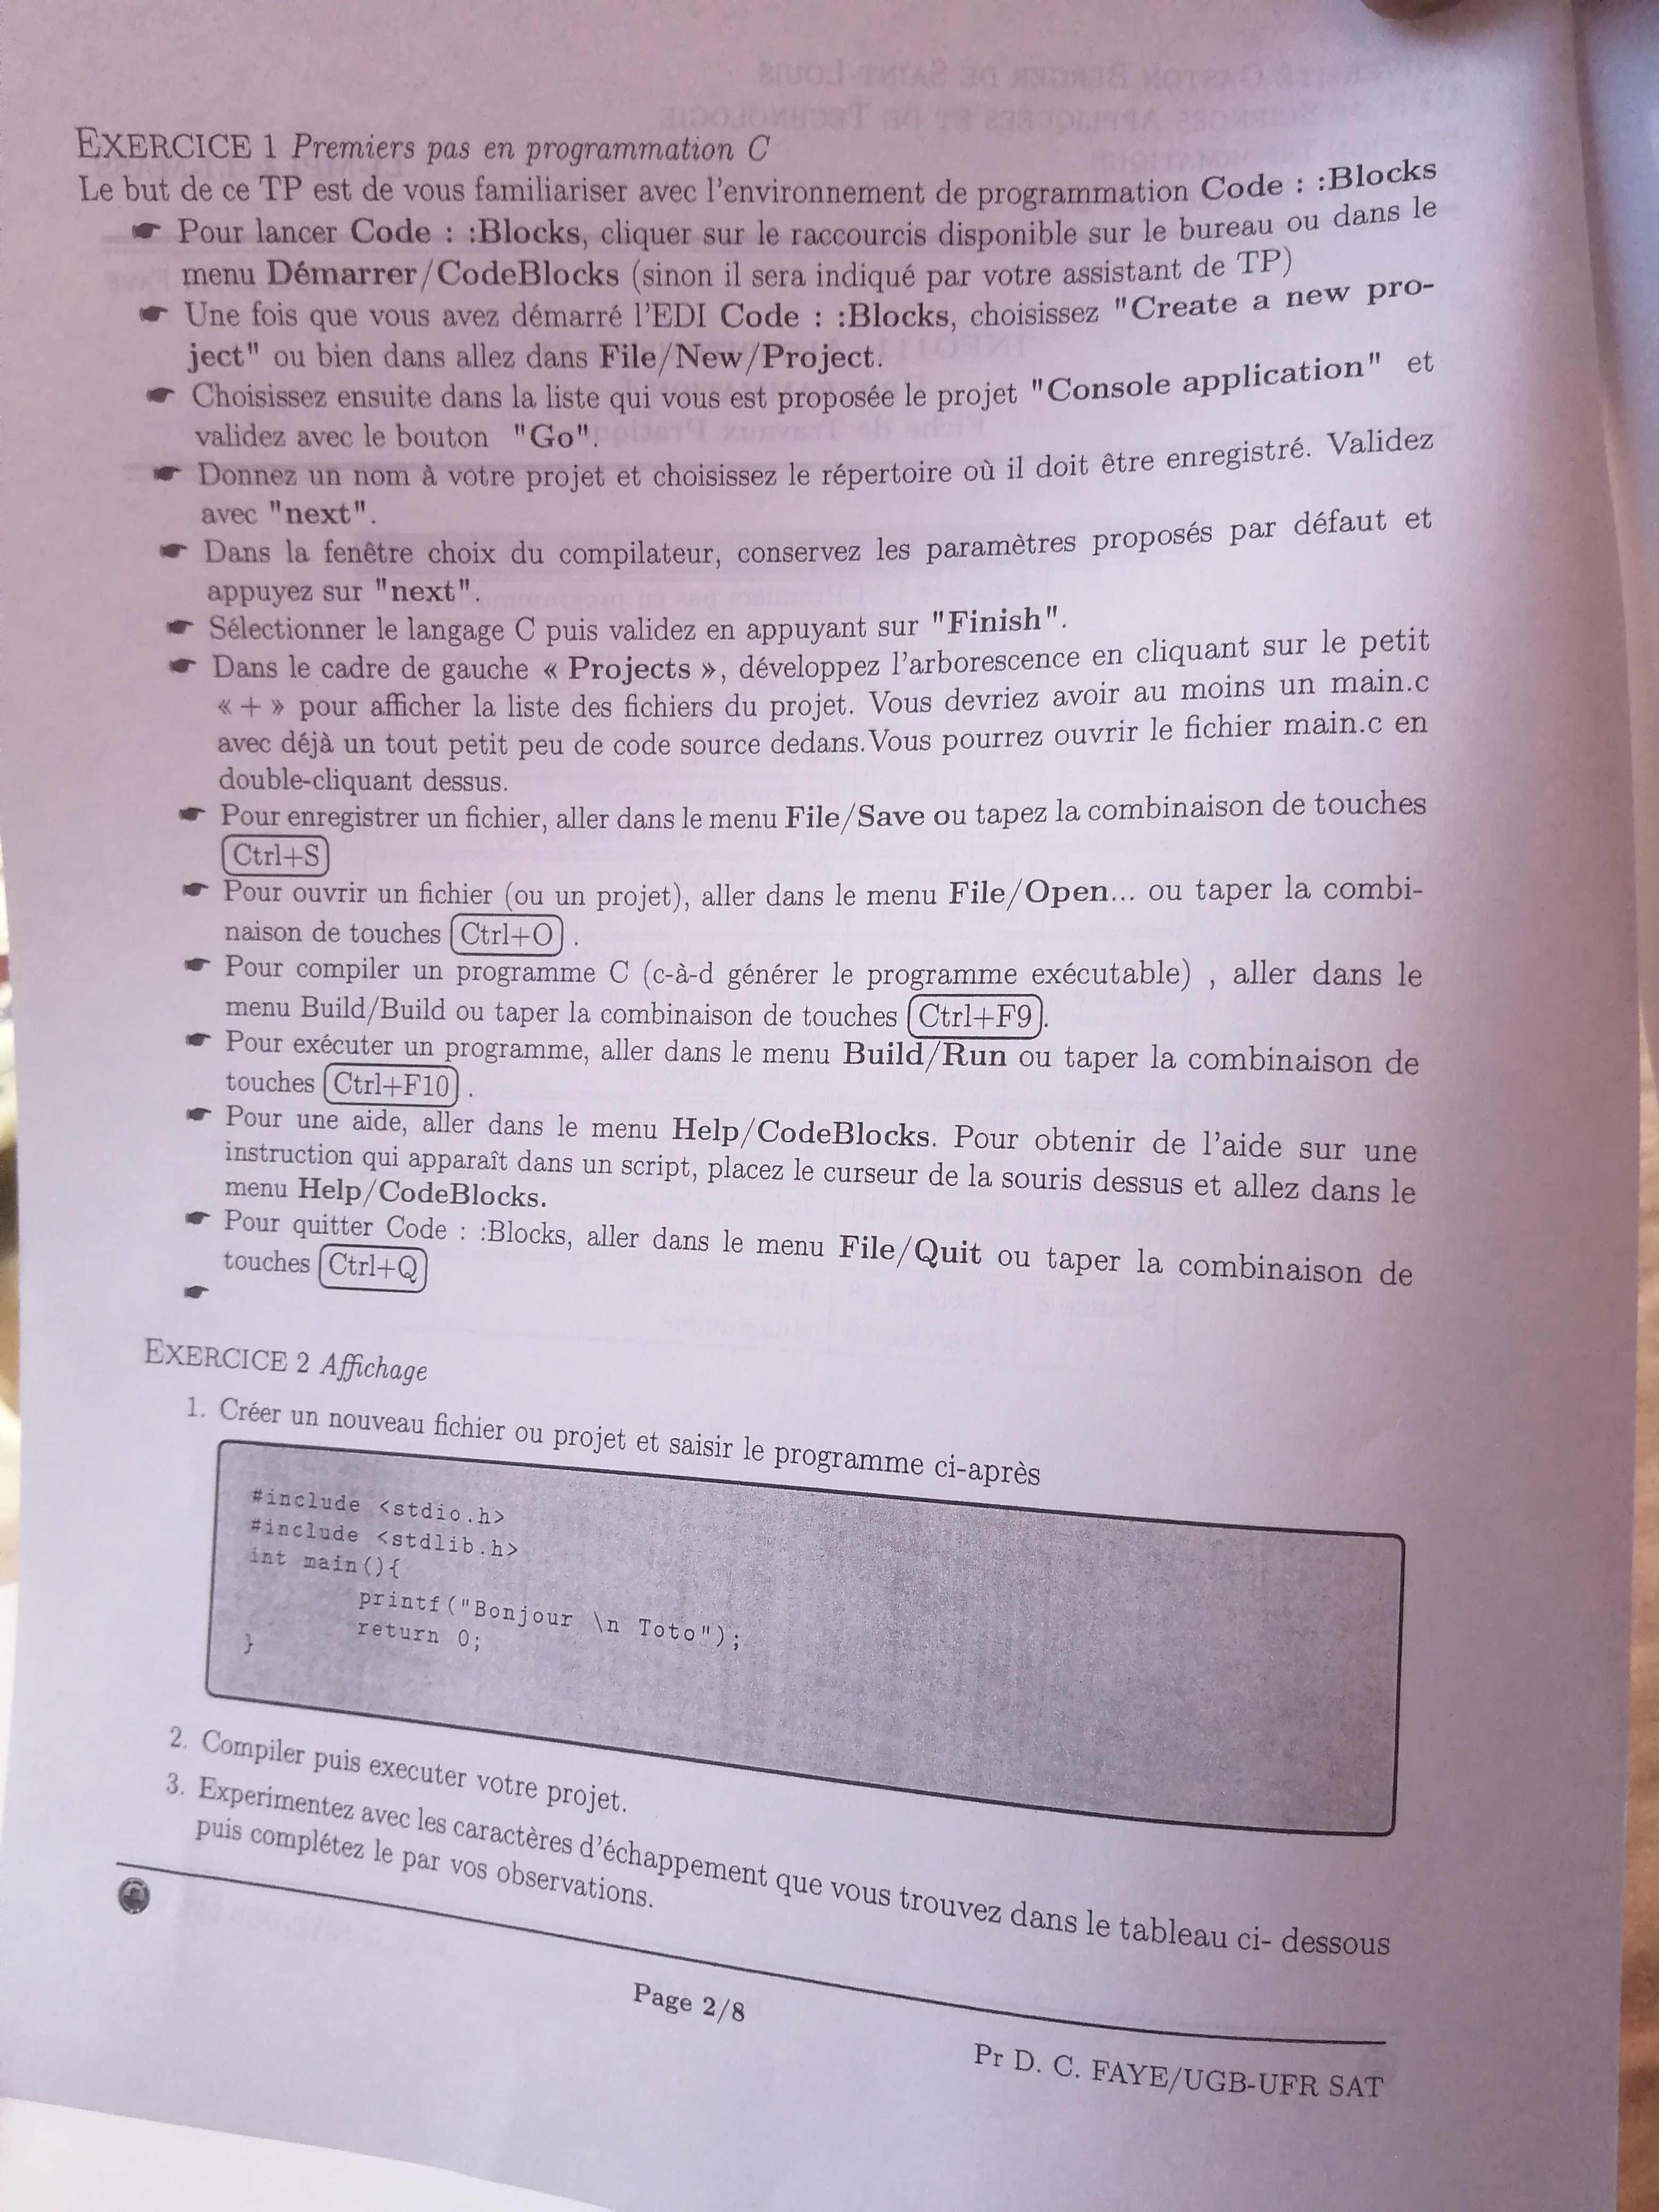 EXERCICE 1 Premiers pas en programmation C
Le but de ce TP est de vous familiariser avec l'environnement de programmation Code : :Blocks
☛ Pour lancer Code : :Blocks, cliquer sur le raccourcis disponible sur le bureau ou dans le
menu Démarrer/CodeBlocks (sinon il sera indiqué par votre assistant de TP)
☛ Une fois que vous avez démarré l'EDI Code : :Blocks, choisissez "Create a new pro-
ject" ou bien dans allez dans File/New/Project.
☛ Choisissez ensuite dans la liste qui vous est proposée le projet "Console application" et
validez avec le bouton "Go".
☛ Donnez un nom à votre projet et choisissez le répertoire où il doit être enregistré. Validez
avec "next".
☛ Dans la fenêtre choix du compilateur, conservez les paramètres proposés par défaut et
appuyez sur "next".
☛ Sélectionner le langage C puis validez en appuyant sur "Finish".
☛ Dans le cadre de gauche « Projects », développez l'arborescence en cliquant sur le petit
« + » pour afficher la liste des fichiers du projet. Vous devriez avoir au moins un main.c
avec déjà un tout petit peu de code source dedans.Vous pourrez ouvrir le fichier main.c en
double-cliquant dessus.
☛ Pour enregistrer un fichier, aller dans le menu File/Save ou tapez la combinaison de touches
Ctrl+S
☛ Pour ouvrir un fichier (ou un projet), aller dans le menu File/Open... ou taper la combi-
naison de touches Ctrl+O .
☛ Pour compiler un programme C (c-à-d générer le programme exécutable) , aller dans le
menu Build/Build ou taper la combinaison de touches Ctrl+F9.
☛ Pour exécuter un programme, aller dans le menu Build/Run ou taper la combinaison de
touches Ctrl+F10 .
☛ Pour une aide, aller dans le menu Help/CodeBlocks. Pour obtenir de l'aide sur une
instruction qui apparaît dans un script, placez le curseur de la souris dessus et allez dans le
menu Help/CodeBlocks.
☛ Pour quitter Code : :Blocks, aller dans le menu File/Quit ou taper la combinaison de
touches Ctrl+Q
☛
EXERCICE 2 Affichage
1. Créer un nouveau fichier ou projet et saisir le programme ci-après
#include <stdio.h>
#include <stdlib.h>
int main(){
printf("Bonjour \n Toto");
return 0;
}
2. Compiler puis executer votre projet.
3. Experimentez avec les caractères d'échappement que vous trouvez dans le tableau ci- dessous
puis complétez le par vos observations.
Page 2/8
Pr D. C. FAYE/UGB-UFR SAT